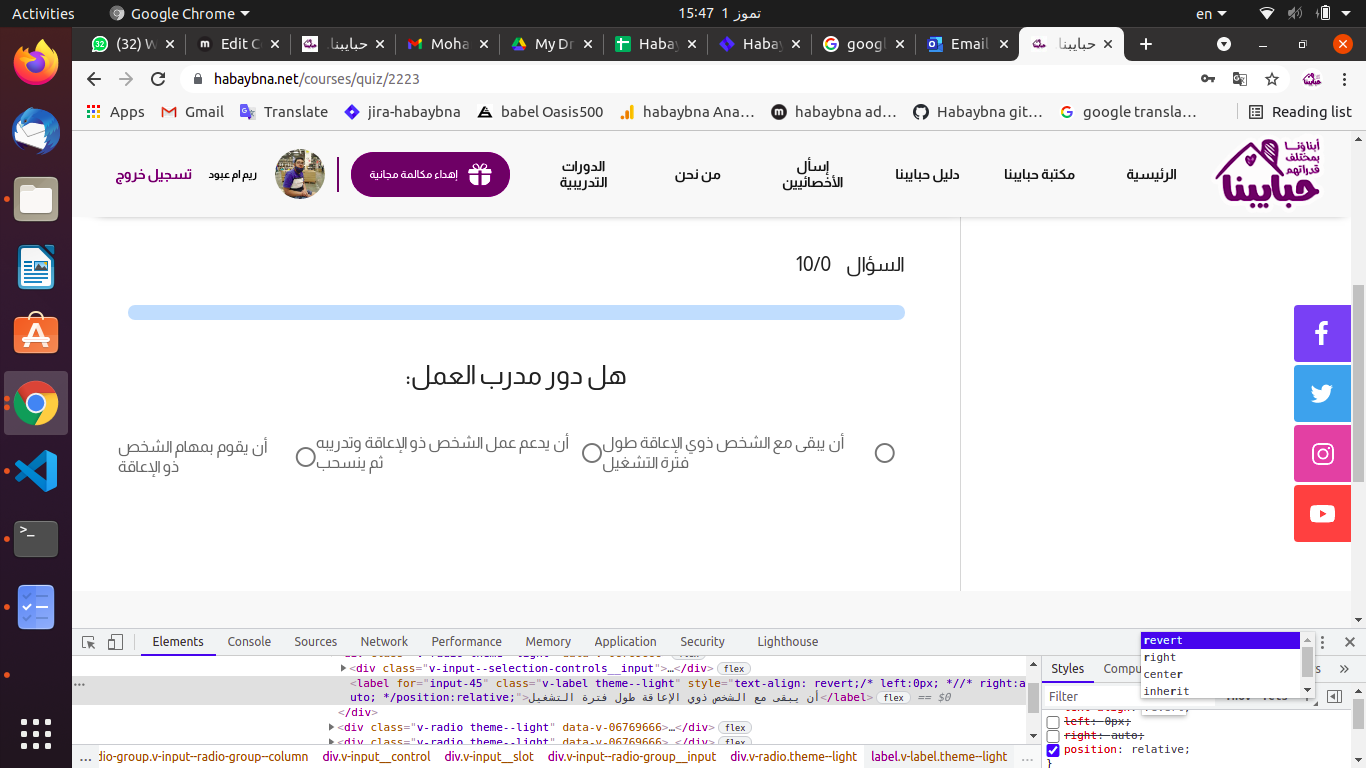 Activities
Google Chrome
15:47 1 تموز
en
(32) W
Edit C
حبايبنا.
Moha
My Dr
Habay
Habay
googl
Email
حبايبنا
habaybna.net/courses/quiz/2223
Apps
Gmail
Translate
jira-habaybna
babel Oasis500
habaybna Ana…
habaybna ad…
Habaybna git…
google transla…
Reading list
أبناؤنا
بمختلف
قدراتهم
حبايبنا
الرئيسية
مكتبة حبايبنا
دليل حبايبنا
إسأل
الأخصائيين
من نحن
الدورات
التدريبية
إهداء مكالمة مجانية
ريم ام عبود
تسجيل خروج
السؤال 10/0
هل دور مدرب العمل:
أن يبقى مع الشخص ذوي الإعاقة طول
فترة التشغيل
أن يدعم عمل الشخص ذو الإعاقة وتدريبه
ثم ينسحب
أن يقوم بمهام الشخص
ذو الإعاقة
Elements
Console
Sources
Network
Performance
Memory
Application
Security
Lighthouse
revert
right
center
inherit
<div class="v-input--selection-controls__input">…</div> flex
<label for="input-45" class="v-label theme--light" style="text-align: revert;/* left:0px; *//* right:a
uto; */position:relative;">أن يبقى مع الشخص ذوي الإعاقة طول فترة التشغيل</label> flex == $0
</div>
<div class="v-radio theme--light" data-v-06769666>…</div> flex
<div class="v-radio theme--light" data-v-06769666>…</div> flex
… dio-group.v-input--radio-group--column
div.v-input__control
div.v-input__slot
div.v-input--radio-group__input
div.v-radio.theme--light
label.v-label.theme--light
…
Styles
Compu
Filter
left: 0px;
right: auto;
position: relative;
}